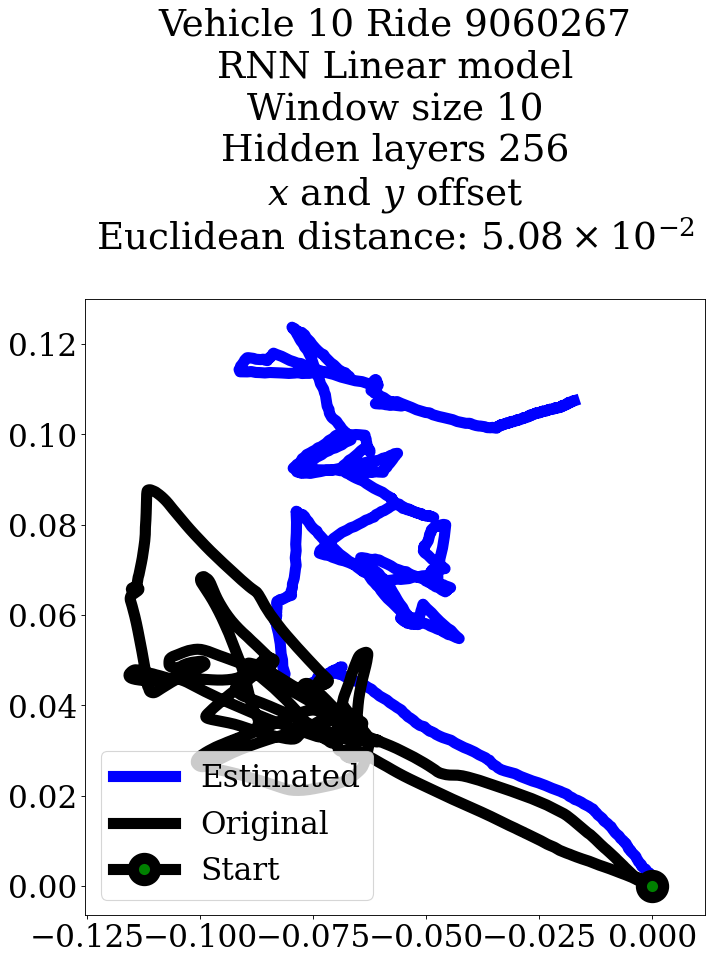 Vehicle 10 Ride 9060267
RNN Linear model
Window size 10
Hidden layers 256
x and y offset
Euclidean distance: 5.08 × 10⁻²
0.12
0.10
0.08
0.06
0.04
0.02
0.00
Estimated
Original
Start
−0.125 −0.100 −0.075 −0.050 −0.025 0.000